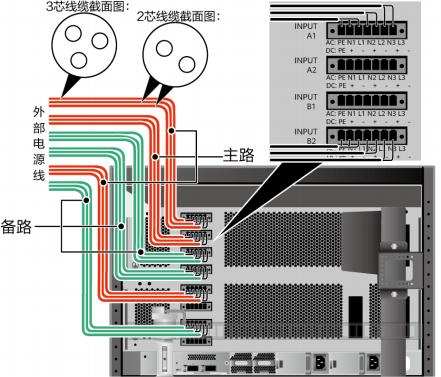 3芯线缆截面图：
2芯线缆截面图：
外部电源线
主路
备路
INPUT A1
AC: PE N1 L1 N2 L2 N3 L3
DC: PE + - + - + -
INPUT A2
AC: PE N1 L1 N2 L2 N3 L3
DC: PE + - + - + -
INPUT B1
AC: PE N1 L1 N2 L2 N3 L3
DC: PE + - + - + -
INPUT B2
AC: PE N1 L1 N2 L2 N3 L3